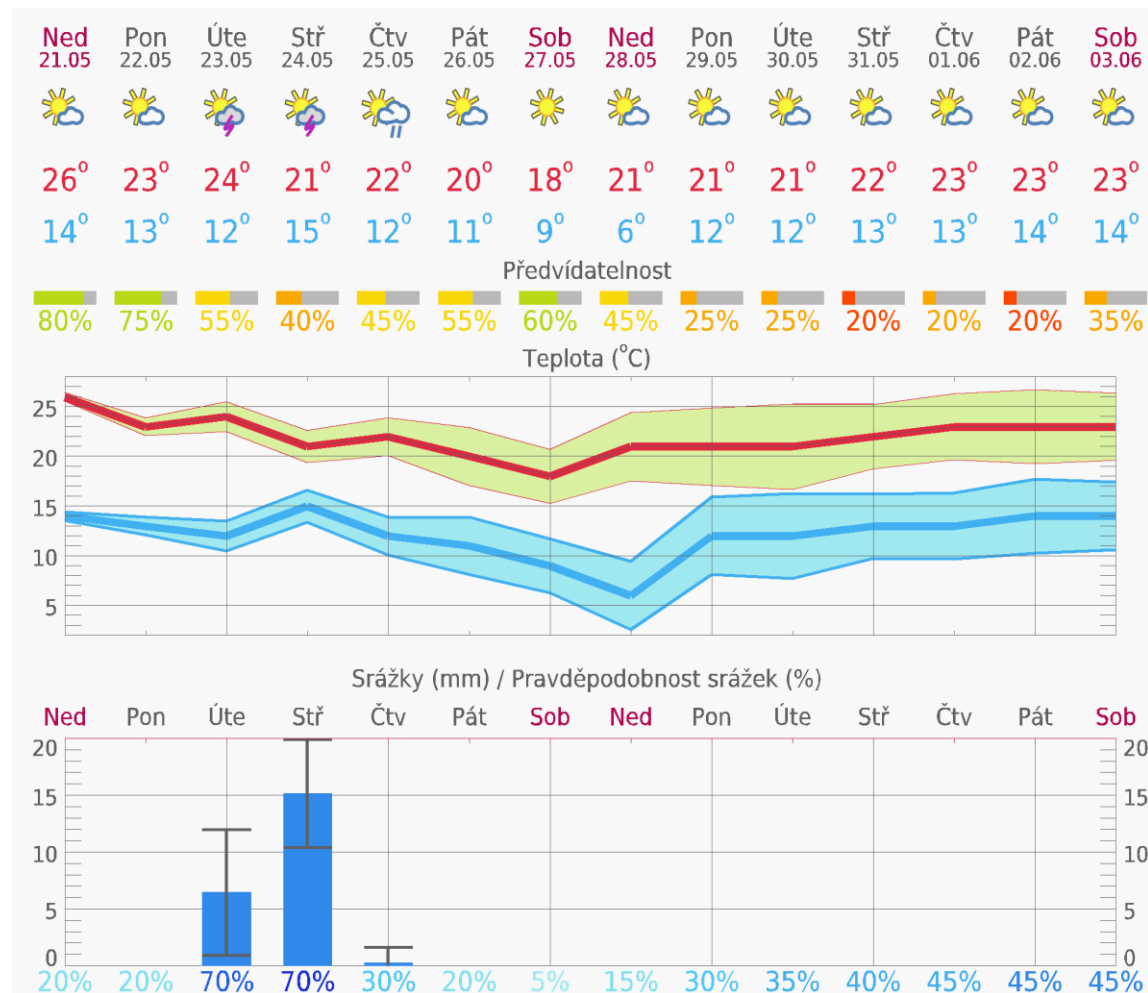 Ned Pon Úte Stř Čtv Pát Sob Ned Pon Úte Stř Čtv Pát Sob
21.05 22.05 23.05 24.05 25.05 26.05 27.05 28.05 29.05 30.05 31.05 01.06 02.06 03.06
26° 23° 24° 21° 22° 20° 18° 21° 21° 21° 22° 23° 23° 23°
14° 13° 12° 15° 12° 11° 9° 6° 12° 12° 13° 13° 14° 14°
Předvídatelnost
80% 75% 55% 40% 45% 55% 60% 45% 25% 25% 20% 20% 20% 35%
Teplota (°C)
25 25
20 20
15 15
10 10
5 5
Srážky (mm) / Pravděpodobnost srážek (%)
Ned Pon Úte Stř Čtv Pát Sob Ned Pon Úte Stř Čtv Pát Sob
20 20
15 15
10 10
5 5
0 0
20% 20% 70% 70% 30% 20% 5% 15% 30% 35% 40% 45% 45% 45%